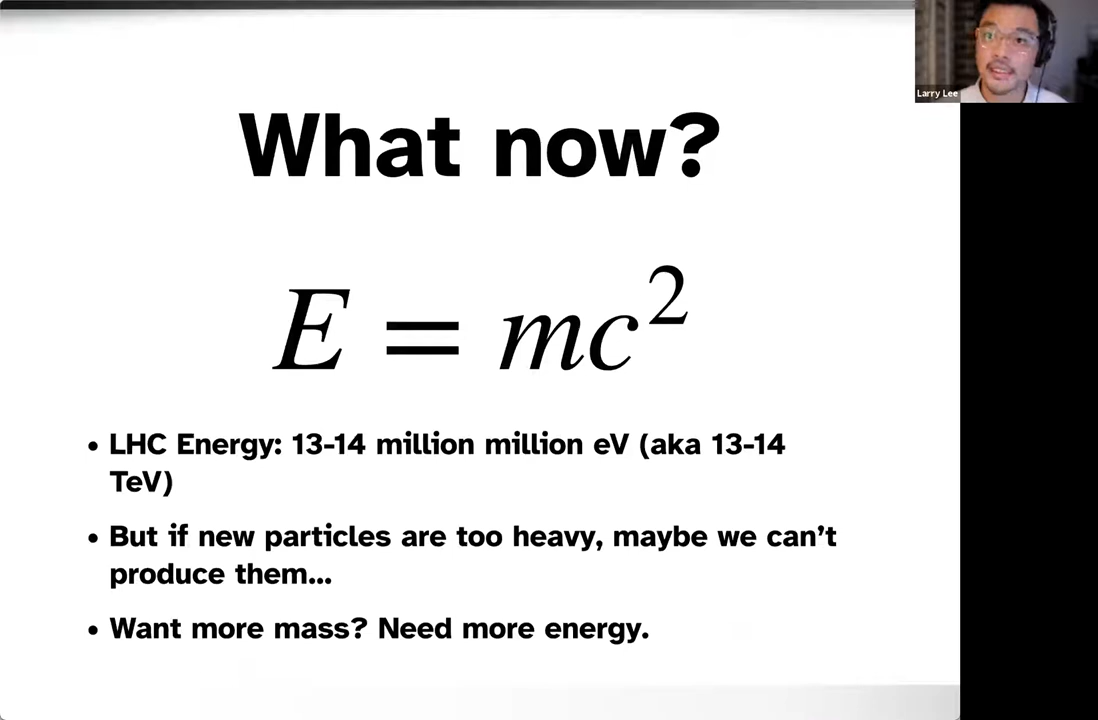 Larry Lee
What now?
E = mc²
• LHC Energy: 13-14 million million eV (aka 13-14
TeV)
• But if new particles are too heavy, maybe we can’t
produce them...
• Want more mass? Need more energy.